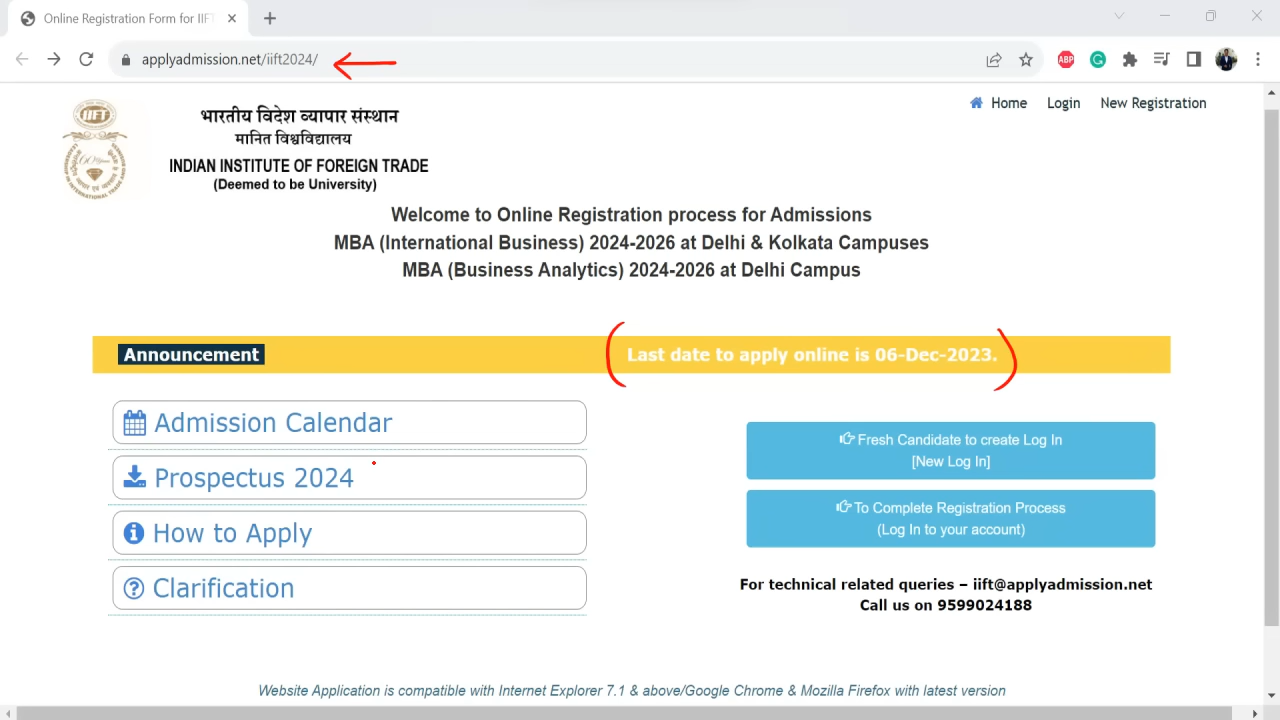 Online Registration Form for IIFT
applyadmission.net/iift2024/
ABP
Home Login New Registration
IIFT
भारतीय विदेश व्यापार संस्थान
मानित विश्वविद्यालय
INDIAN INSTITUTE OF FOREIGN TRADE
(Deemed to be University)
Welcome to Online Registration process for Admissions
MBA (International Business) 2024-2026 at Delhi & Kolkata Campuses
MBA (Business Analytics) 2024-2026 at Delhi Campus
Announcement Last date to apply online is 06-Dec-2023.
Admission Calendar
Prospectus 2024
How to Apply
Clarification
Fresh Candidate to create Log In
[New Log In]
To Complete Registration Process
(Log In to your account)
For technical related queries – iift@applyadmission.net
Call us on 9599024188
Website Application is compatible with Internet Explorer 7.1 & above/Google Chrome & Mozilla Firefox with latest version